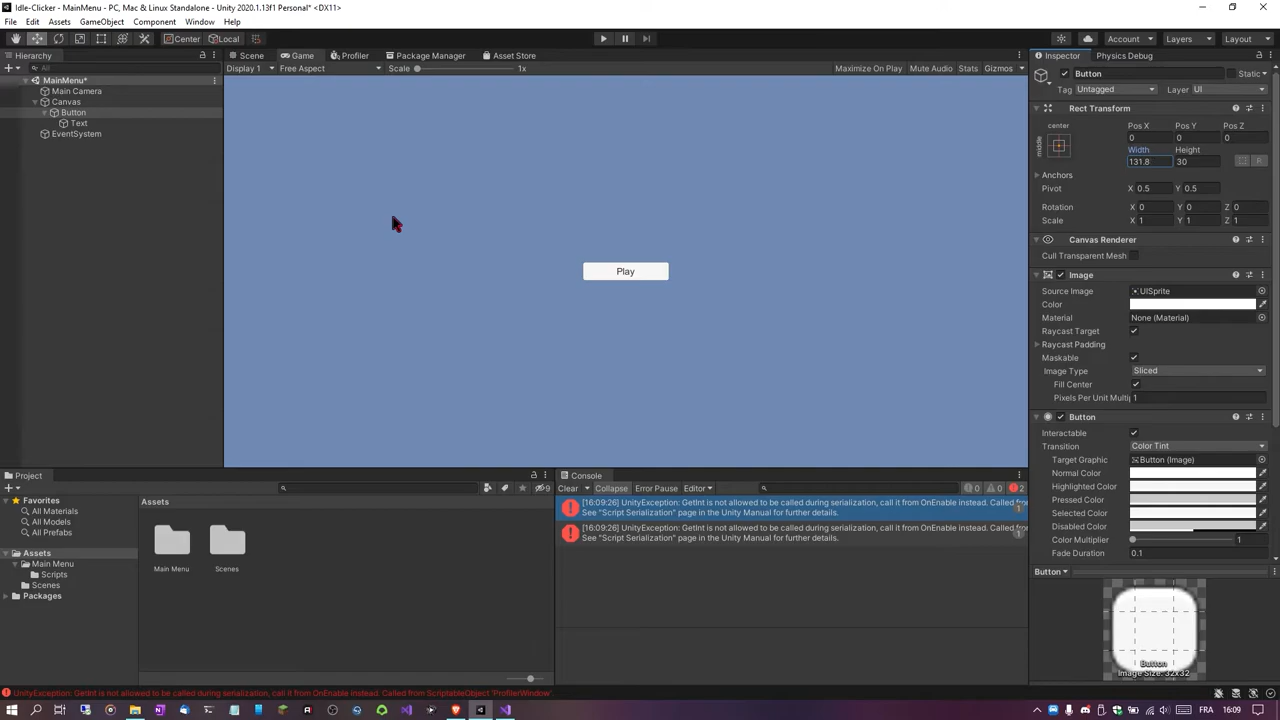 Idle-Clicker - MainMenu - PC, Mac & Linux Standalone - Unity 2020.1.13f1 Personal* <DX11>
File Edit Assets GameObject Component Window Help
Center Local Account Layers Layout
Hierarchy Scene Game Profiler Package Manager Asset Store Inspector Physics Debug
All Display 1 Free Aspect Scale 1x Maximize On Play Mute Audio Stats Gizmos
Button Static
MainMenu*
Main Camera
Canvas
Button
Text
EventSystem
Tag Untagged Layer UI
Rect Transform
center
middle
Pos X Pos Y Pos Z
0 0 0
Width Height
131.8 30
R
Anchors
Pivot X 0.5 Y 0.5
Rotation X 0 Y 0 Z 0
Scale X 1 Y 1 Z 1
Canvas Renderer
Cull Transparent Mesh
Play
Image
Source Image UISprite
Color
Material None (Material)
Raycast Target
Raycast Padding
Maskable
Image Type Sliced
Fill Center
Pixels Per Unit Multipl 1
Button
Interactable
Transition Color Tint
Target Graphic Button (Image)
Normal Color
Highlighted Color
Pressed Color
Selected Color
Disabled Color
Color Multiplier 1
Fade Duration 0.1
Button
Button
Image Size: 32x32
Project
9
Favorites
All Materials
All Models
All Prefabs
Assets
Main Menu
Scripts
Scenes
Packages
Assets
Main Menu Scenes
Console
Clear Collapse Error Pause Editor 0 0 2
[16:09:26] UnityException: GetInt is not allowed to be called during serialization, call it from OnEnable instead. Called fro
See "Script Serialization" page in the Unity Manual for further details.
1
[16:09:26] UnityException: GetInt is not allowed to be called during serialization, call it from OnEnable instead. Called fro
See "Script Serialization" page in the Unity Manual for further details.
1
UnityException: GetInt is not allowed to be called during serialization, call it from OnEnable instead. Called from ScriptableObject 'ProfilerWindow'.
FRA 16:09